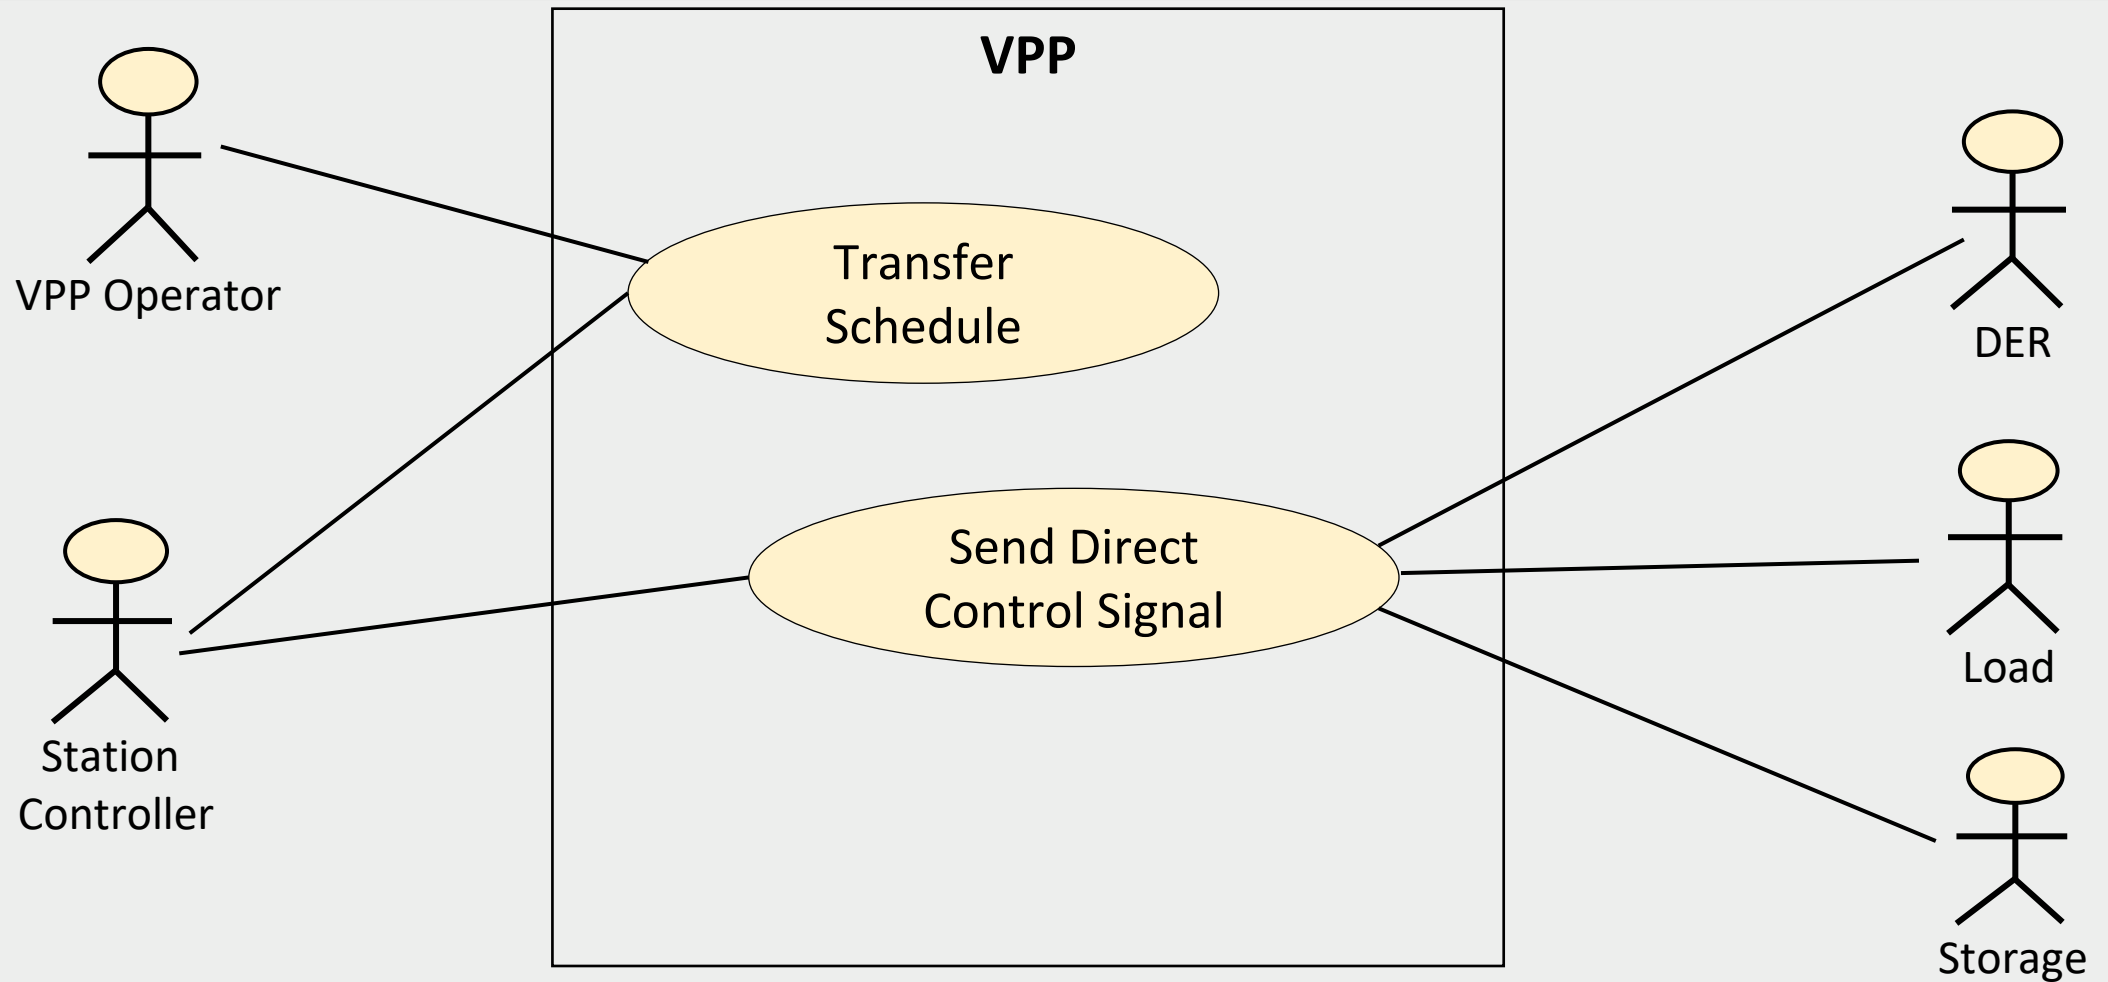 VPP
VPP Operator
Transfer
Schedule
DER
Send Direct
Control Signal
Load
Station
Controller
Storage